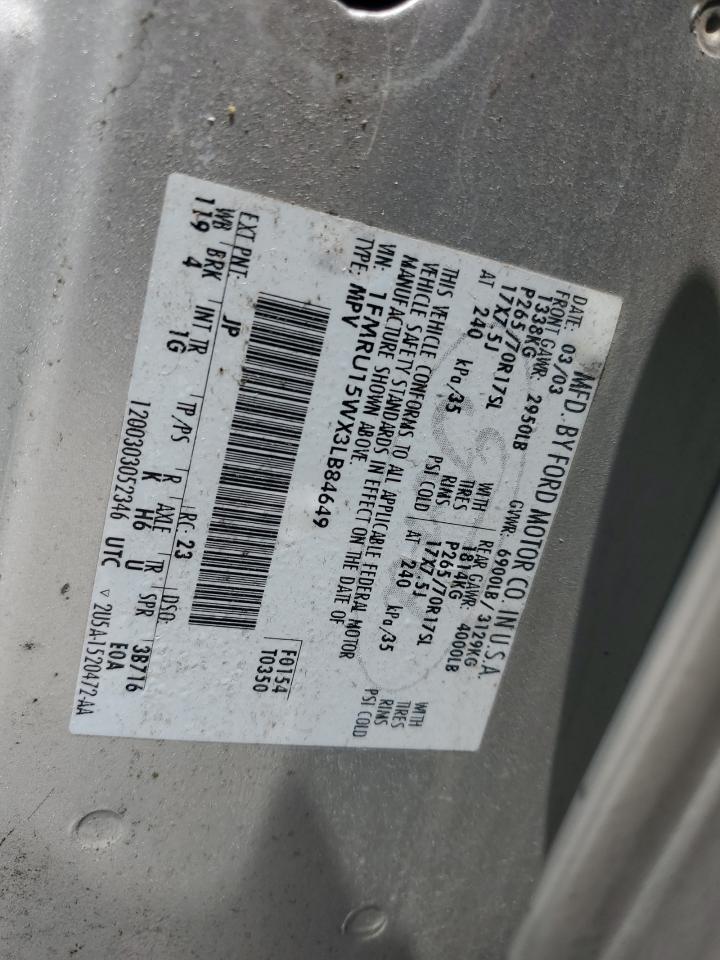 MFD. BY FORD MOTOR CO. IN U.S.A.
DATE: 03/03 GVWR: 6900LB/ 3129KG
FRONT GAWR: 2950LB REAR GAWR: 4000LB
1338KG 1814KG WITH
P265/70R17SL TIRES P265/70R17SL TIRES
17X7.5J RIMS 17X7.5J RIMS
AT 240 kPa/35 PSI COLD AT 240 kPa/35 PSI COLD
WITH
THIS VEHICLE CONFORMS TO ALL APPLICABLE FEDERAL MOTOR
VEHICLE SAFETY STANDARDS IN EFFECT ON THE DATE OF
MANUFACTURE SHOWN ABOVE.
VIN: 1FMRU15WX3LB84649
TYPE: MPV
F0154
T0350
EXT PNT: JP RC: 23 DSO:
WB BRK INT TR TP/PS R AXLE TR SPR 3B716
119 4 1G K H6 U E0A
1200303052346 UTC ▽ 2U5A-1520472-AA